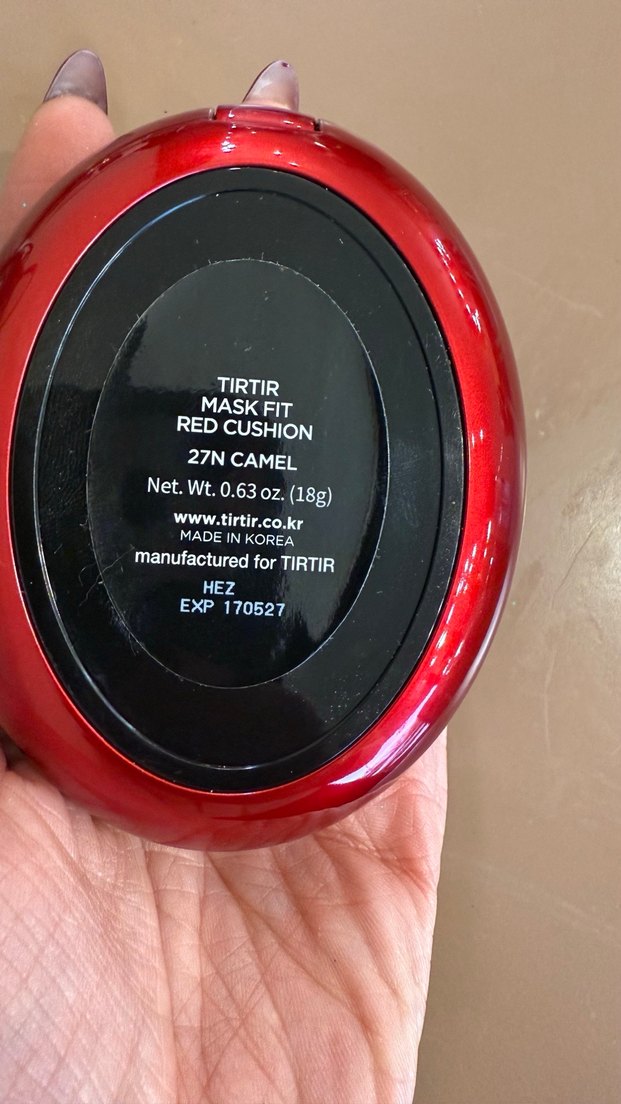 TIRTIR
MASK FIT
RED CUSHION
27N CAMEL
Net. Wt. 0.63 oz. (18g)
www.tirtir.co.kr
MADE IN KOREA
manufactured for TIRTIR
HEZ
EXP 170527